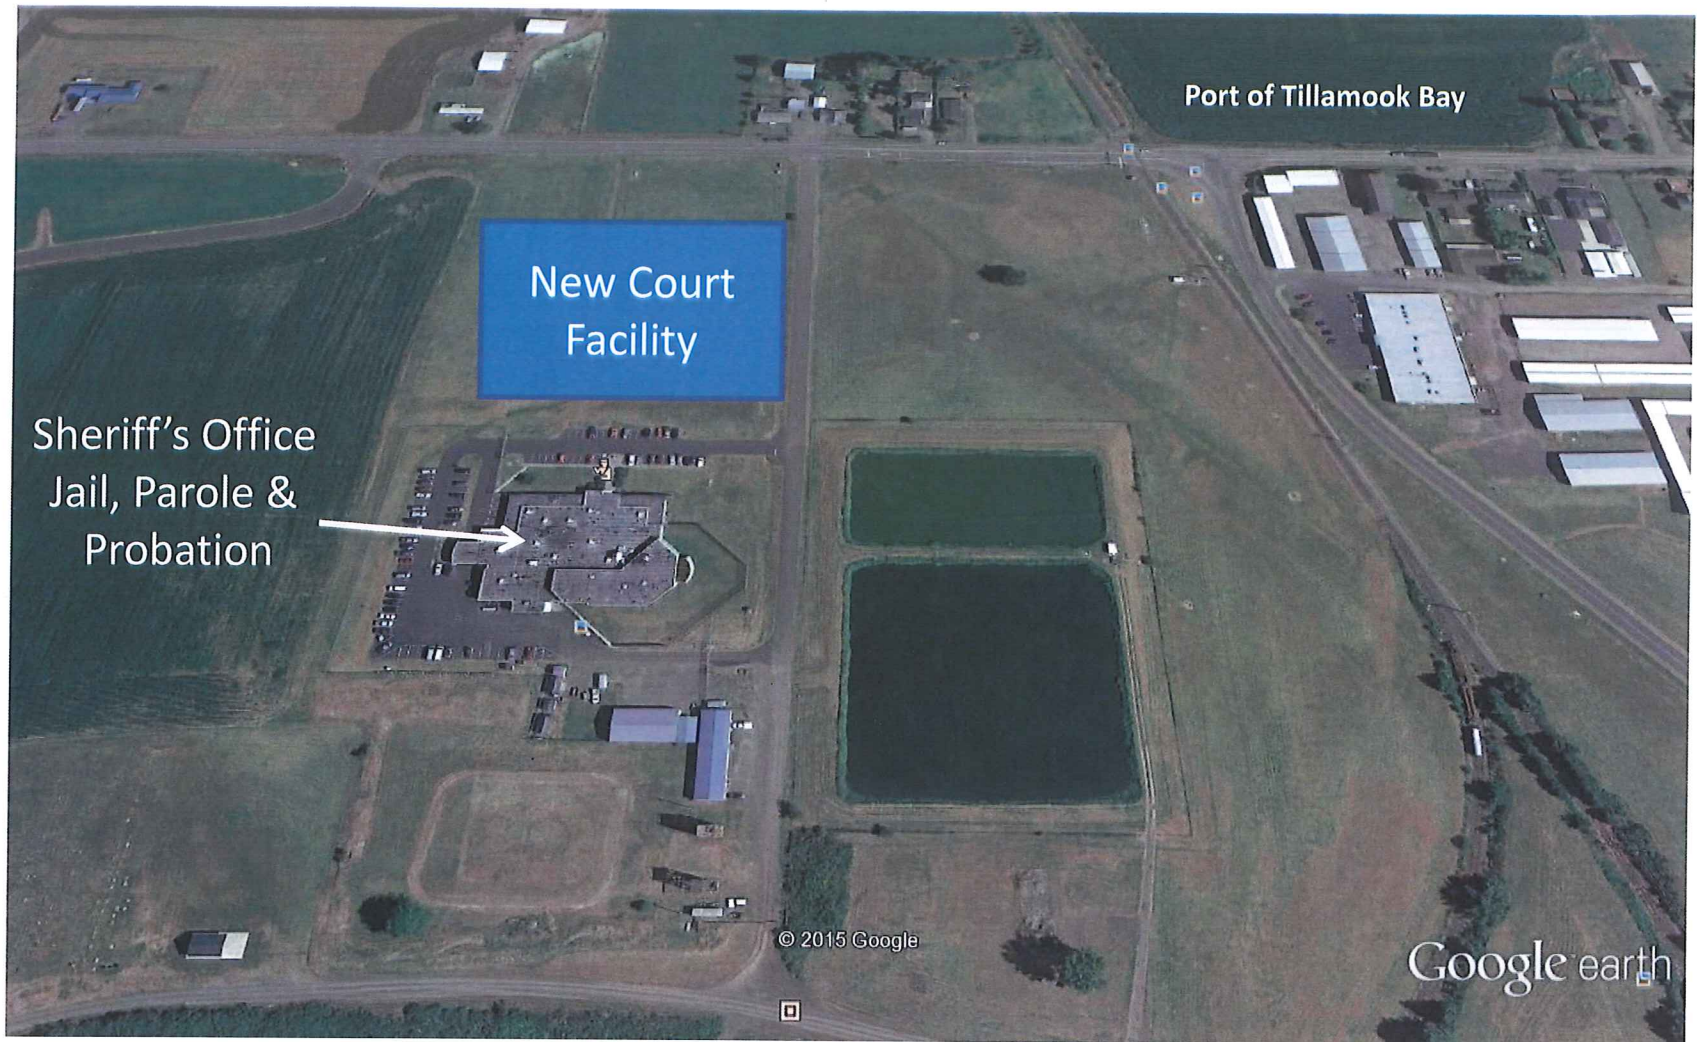 Port of Tillamook Bay
New Court
Facility
Sheriff's Office
Jail, Parole &
Probation
© 2015 Google
Google earth